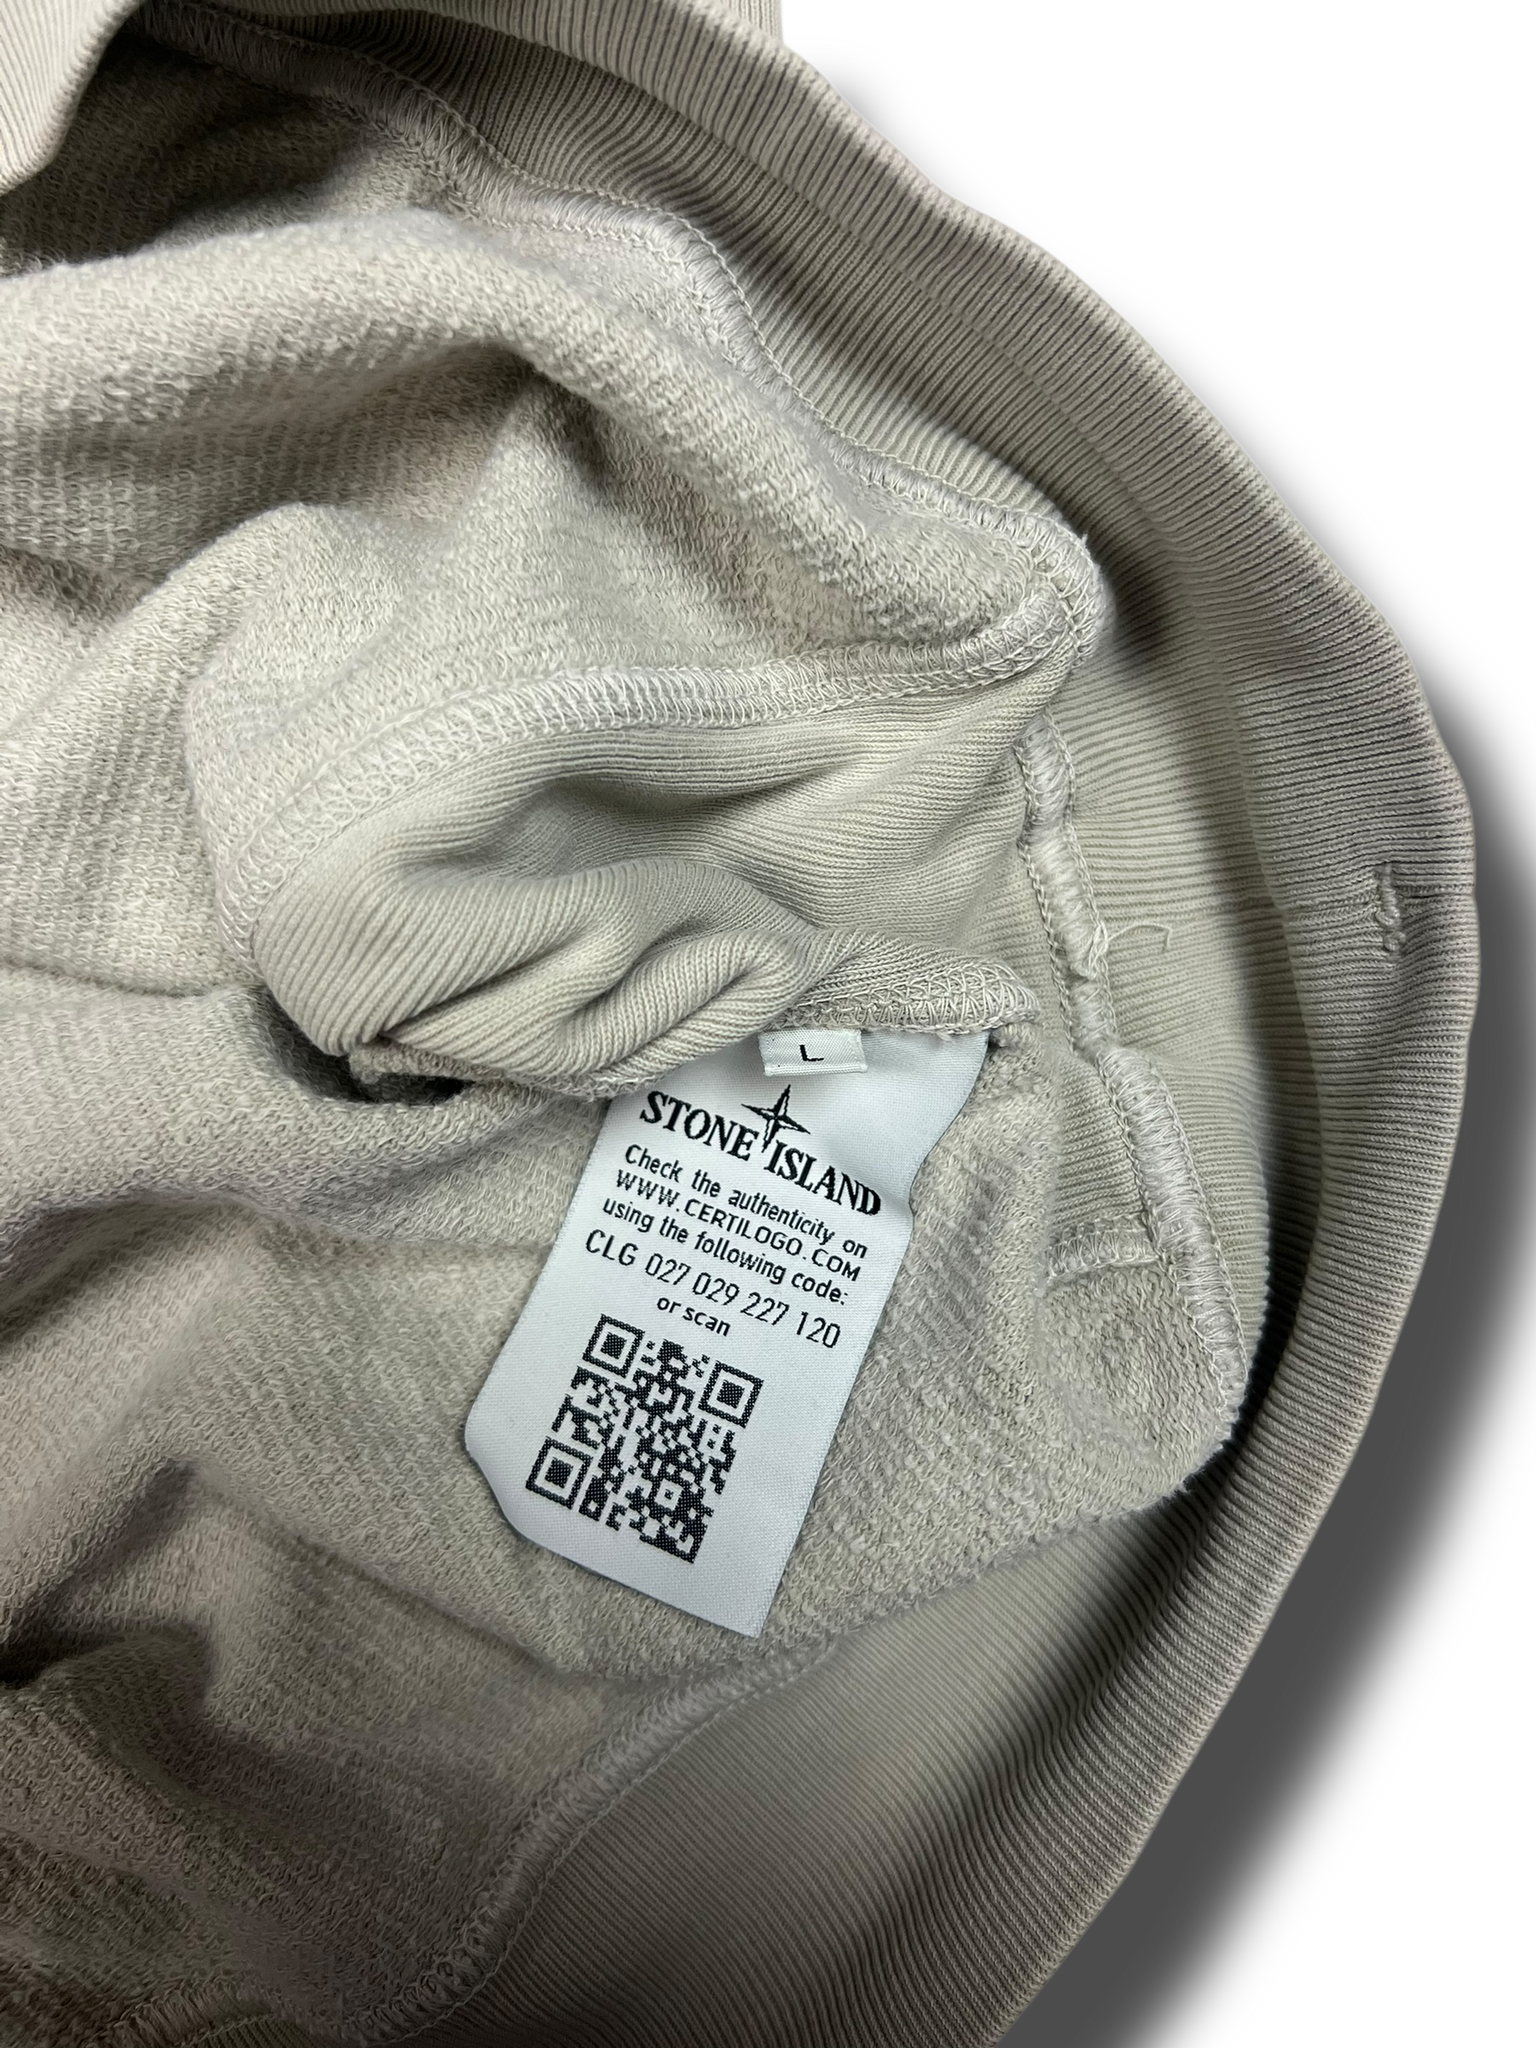 L
STONE ISLAND
Check the authenticity on
WWW.CERTILOGO.COM
using the following code:
CLG 027 029 227 120
or scan